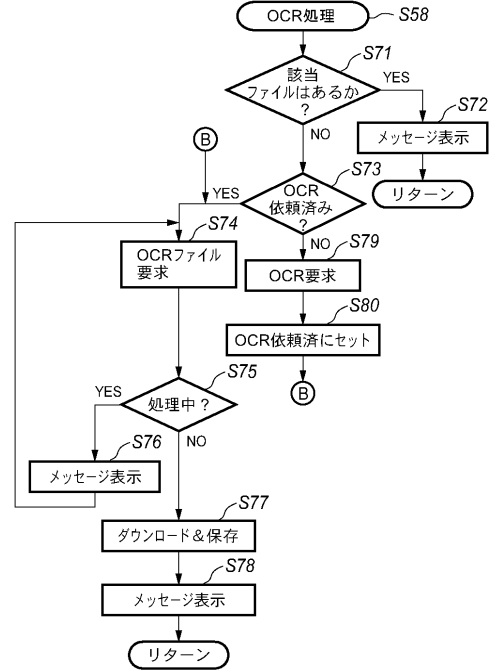 OCR処理
S58
S71
該当
ファイルはあるか
?
YES
NO
S72
メッセージ表示
リターン
B
S73
OCR
依頼済み
?
YES
NO
S74
OCRファイル
要求
S79
OCR要求
S80
OCR依頼済にセット
B
S75
処理中?
YES
NO
S76
メッセージ表示
S77
ダウンロード&保存
S78
メッセージ表示
リターン